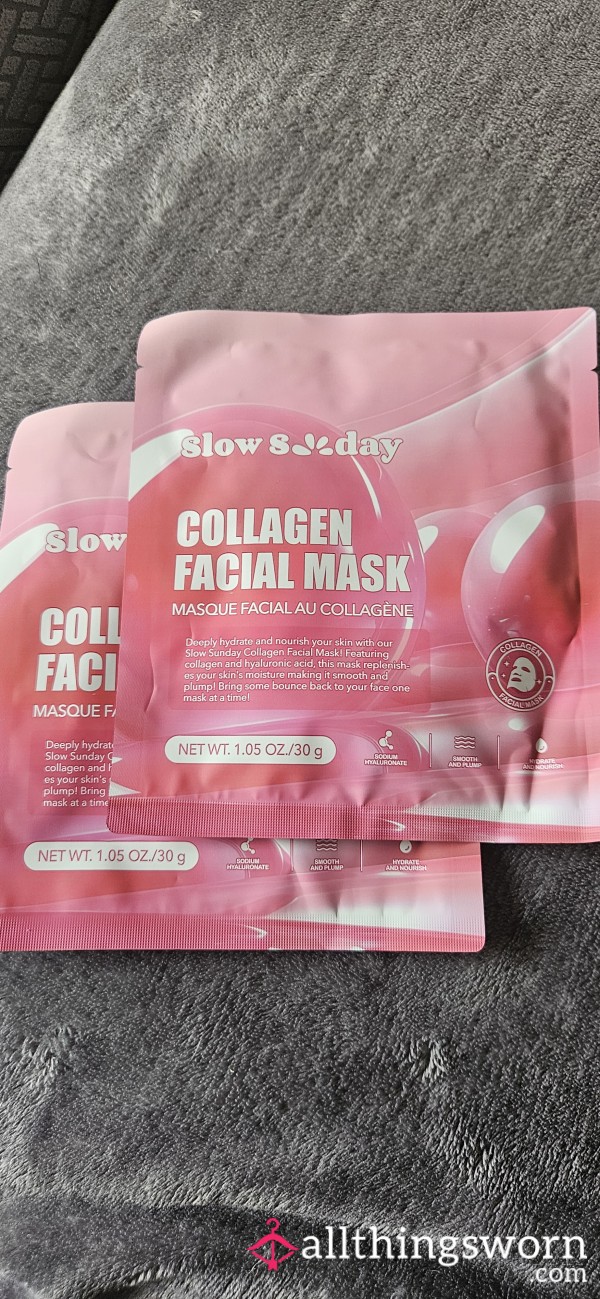 Slow Sunday
COLLAGEN
FACIAL MASK
MASQUE FACIAL AU COLLAGÈNE
Deeply hydrate and nourish your skin with our
Slow Sunday Collagen Facial Mask! Featuring
collagen and hyaluronic acid, this mask replenish-
es your skin's moisture making it smooth and
plump! Bring some bounce back to your face one
mask at a time!
COLLAGEN
FACIAL MASK
NET WT. 1.05 OZ./30 g
SODIUM
HYALURONATE
SMOOTH
AND PLUMP
HYDRATE
AND NOURISH
Slow
COLL
FACI
MASQUE FA
Deeply hydrat
Slow Sunday C
collagen and h
es your skin's
plump! Bring
mask at a time
NET WT. 1.05 OZ./30 g
SODIUM
HYALURONATE
SMOOTH
AND PLUMP
HYDRATE
AND NOURISH
allthingsworn
.com